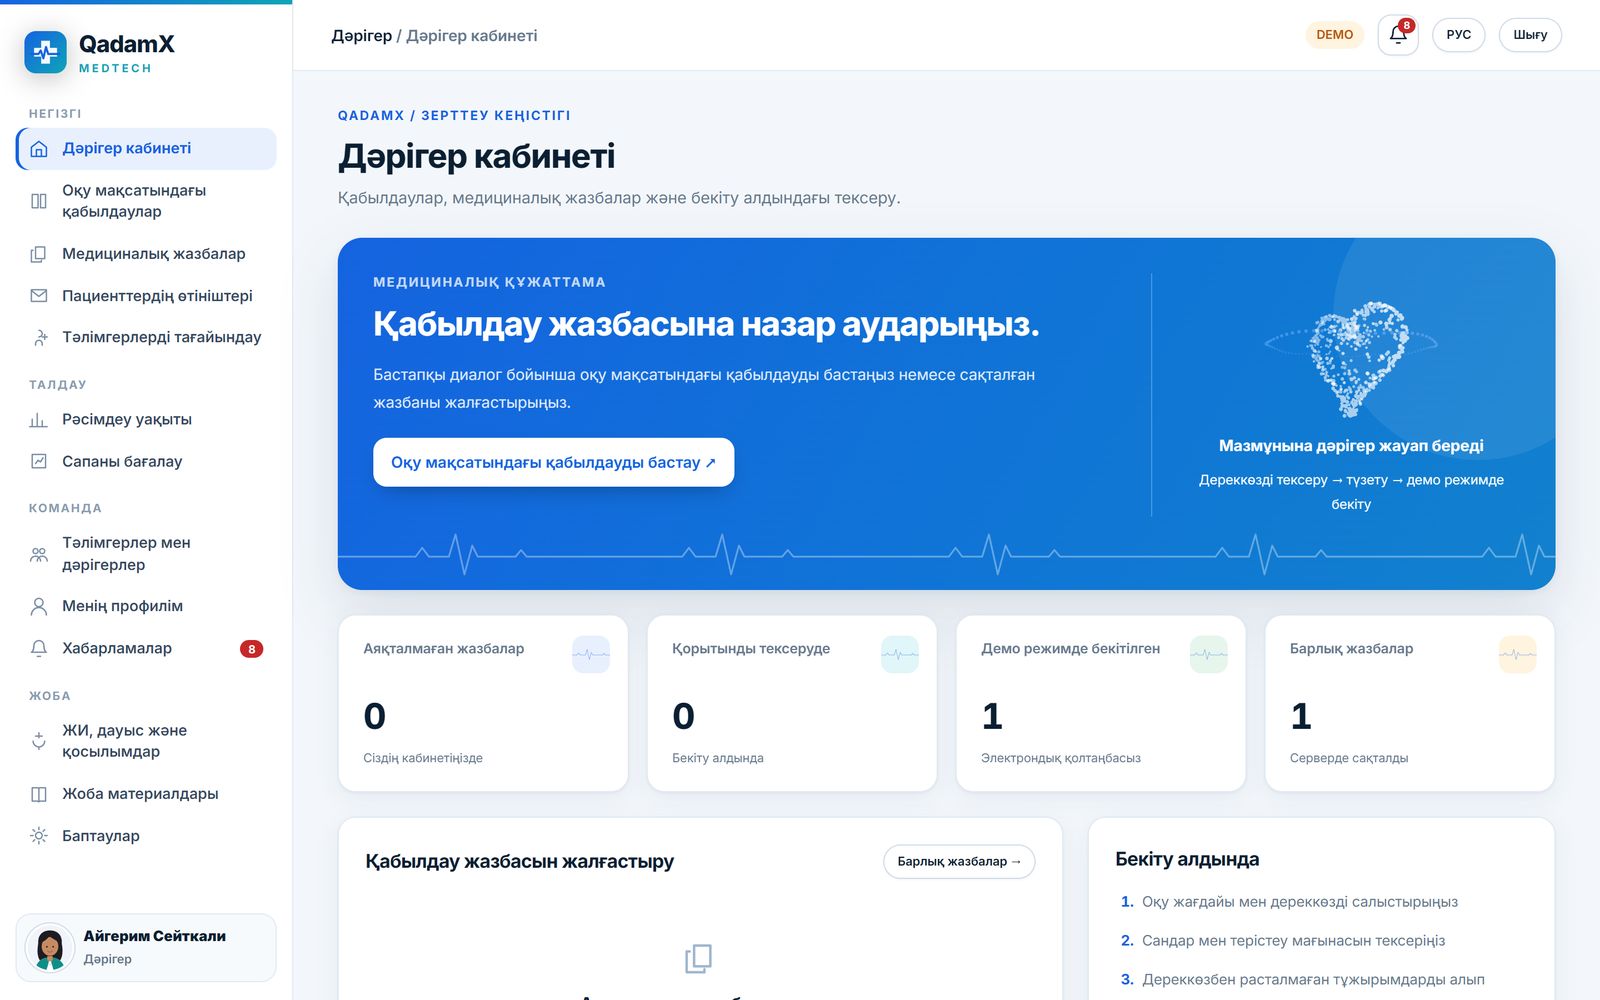 QadamX
MEDTECH
НЕГІЗГІ
Дәрігер кабинеті
Оқу мақсатындағы
қабылдаулар
Медициналық жазбалар
Пациенттердің өтініштері
Тәлімгерлерді тағайындау
ТАЛДАУ
Рәсімдеу уақыты
Сапаны бағалау
КОМАНДА
Тәлімгерлер мен
дәрігерлер
Менің профилім
Хабарламалар 8
ЖОБА
ЖИ, дауыс және
қосылымдар
Жоба материалдары
Баптаулар
Айгерим Сейткали
Дәрігер
Дәрігер / Дәрігер кабинеті
DEMO
8
РУС
Шығу
QADAMX / ЗЕРТТЕУ КЕҢІСТІГІ
Дәрігер кабинеті
Қабылдаулар, медициналық жазбалар және бекіту алдындағы тексеру.
МЕДИЦИНАЛЫҚ ҚҰЖАТТАМА
Қабылдау жазбасына назар аударыңыз.
Бастапқы диалог бойынша оқу мақсатындағы қабылдауды бастаңыз немесе сақталған
жазбаны жалғастырыңыз.
Оқу мақсатындағы қабылдауды бастау ↗
Мазмұнына дәрігер жауап береді
Дереккөзді тексеру → түзету → демо режимде
бекіту
Аяқталмаған жазбалар
0
Сіздің кабинетіңізде
Қорытынды тексеруде
0
Бекіту алдында
Демо режимде бекітілген
1
Электрондық қолтаңбасыз
Барлық жазбалар
1
Серверде сақталды
Қабылдау жазбасын жалғастыру
Барлық жазбалар →
Бекіту алдында
1. Оқу жағдайы мен дереккөзді салыстырыңыз
2. Сандар мен терістеу мағынасын тексеріңіз
3. Дереккөзбен расталмаған тұжырымдарды алып